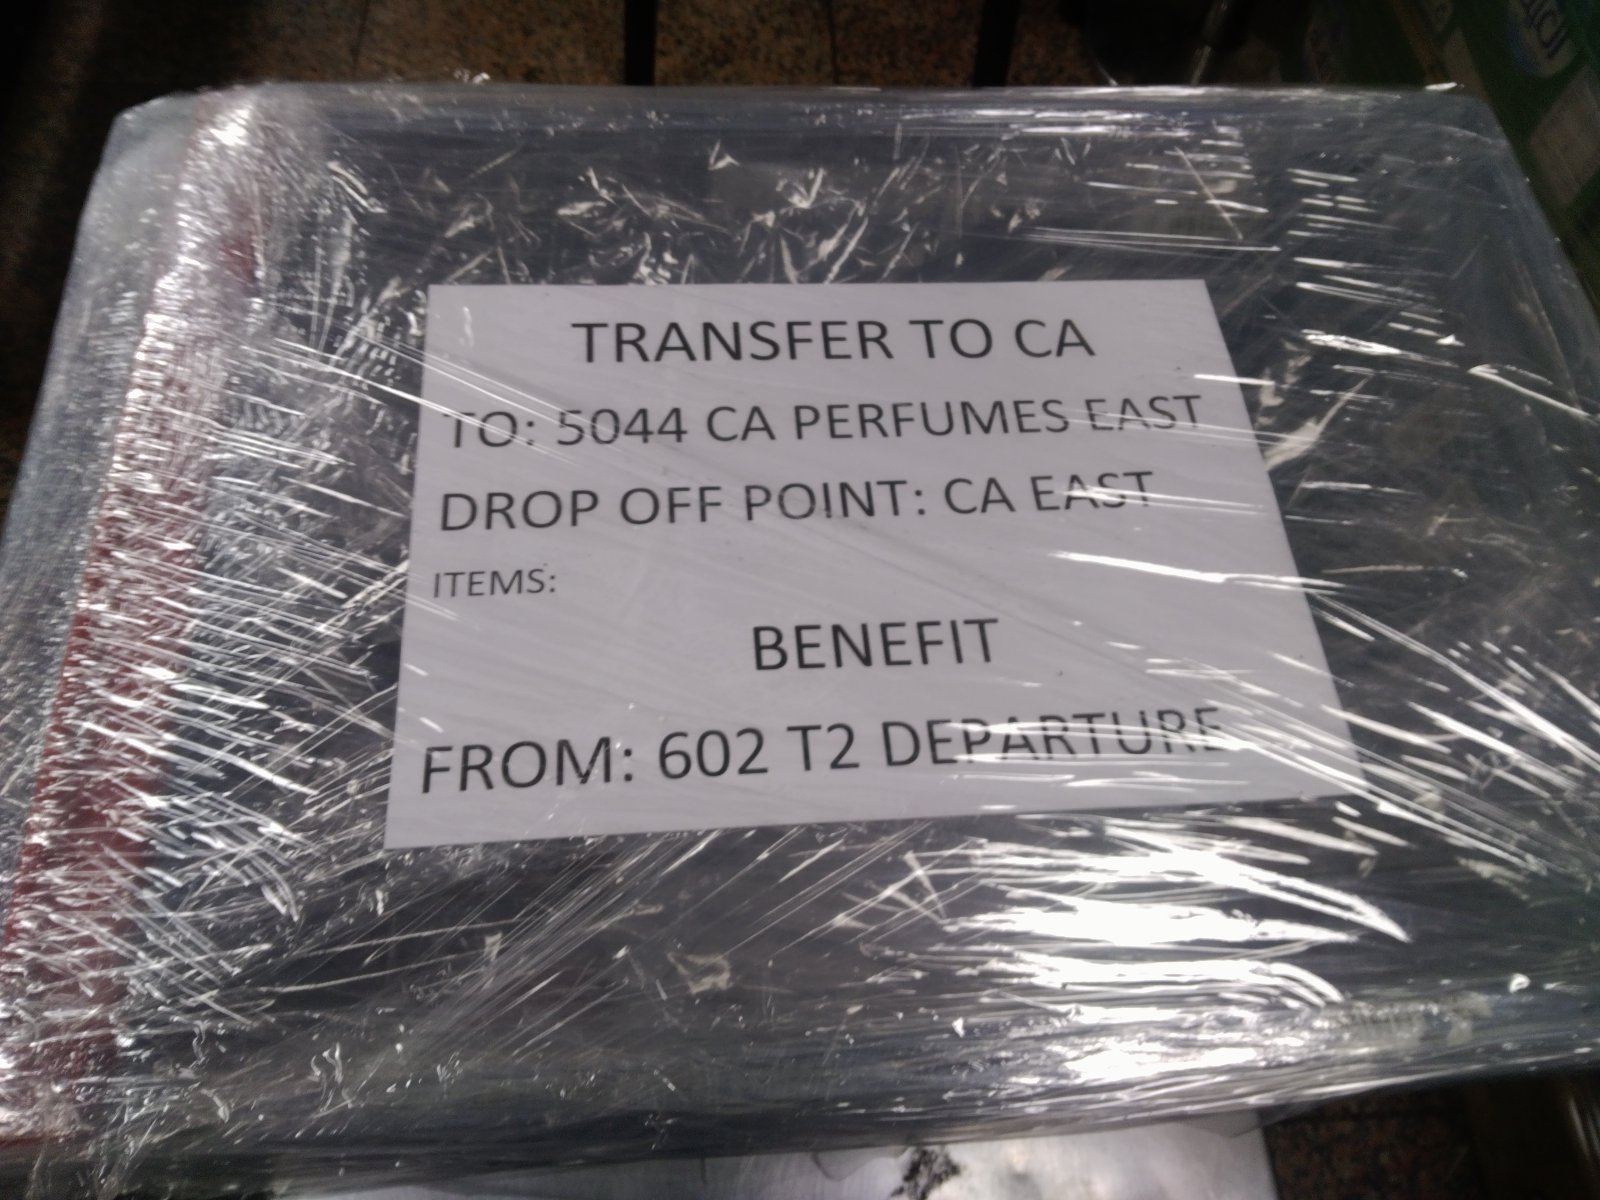 TRANSFER TO CA
TO: 5044 CA PERFUMES EAST
DROP OFF POINT: CA EAST
ITEMS:
BENEFIT
FROM: 602 T2 DEPARTURE